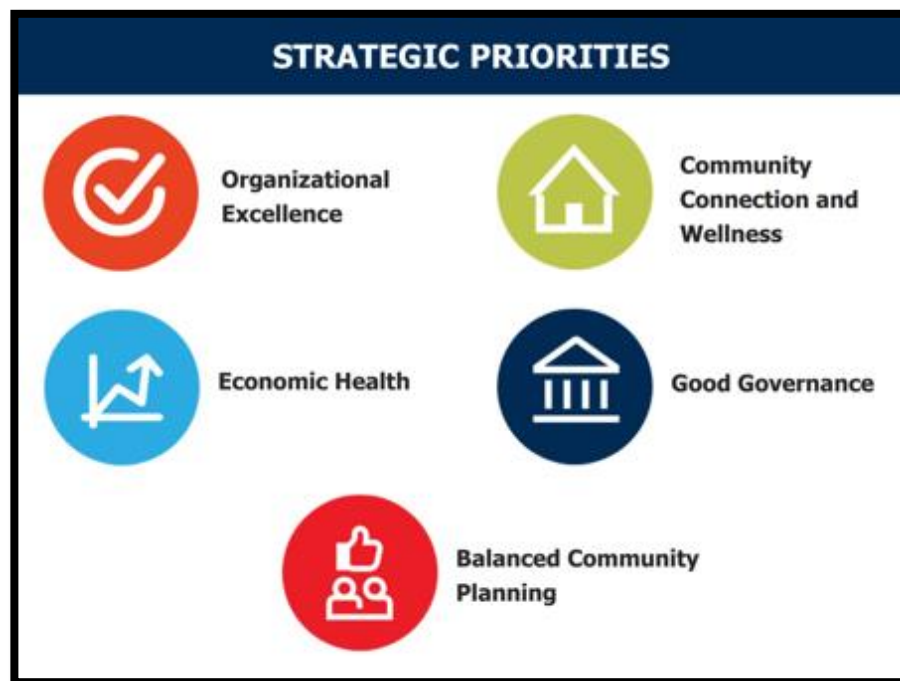 STRATEGIC PRIORITIES
Organizational
Excellence
Community
Connection and
Wellness
Economic Health
Good Governance
Balanced Community
Planning